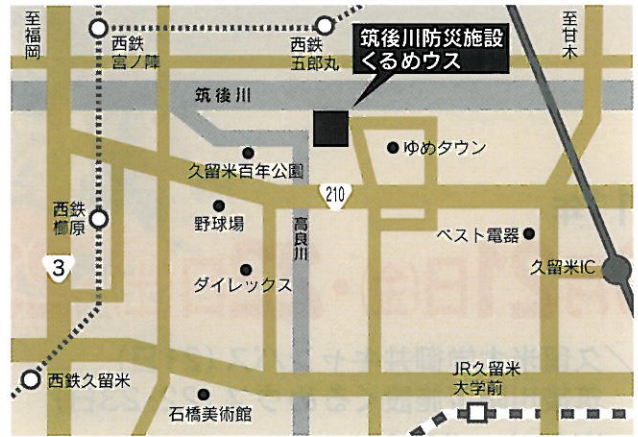 至福岡
西鉄
宮ノ陣
西鉄
五郎丸
筑後川防災施設
くるめウス
至甘木
筑後川
久留米百年公園
ゆめタウン
210
西鉄
櫛原
野球場
高良川
ベスト電器
3
ダイレックス
久留米IC
西鉄久留米
石橋美術館
JR久留米
大学前